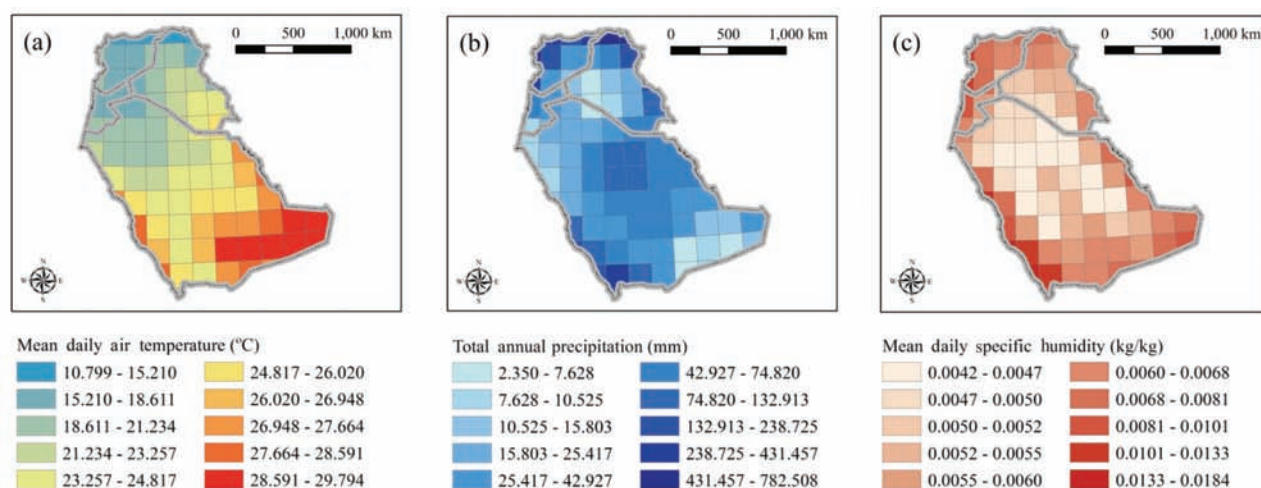 (a)
0 500 1,000 km
N
W E
S
(b)
0 500 1,000 km
N
W E
S
(c)
0 500 1,000 km
N
W E
S
Mean daily air temperature (°C)
10.799 - 15.210 24.817 - 26.020
15.210 - 18.611 26.020 - 26.948
18.611 - 21.234 26.948 - 27.664
21.234 - 23.257 27.664 - 28.591
23.257 - 24.817 28.591 - 29.794
Total annual precipitation (mm)
2.350 - 7.628 42.927 - 74.820
7.628 - 10.525 74.820 - 132.913
10.525 - 15.803 132.913 - 238.725
15.803 - 25.417 238.725 - 431.457
25.417 - 42.927 431.457 - 782.508
Mean daily specific humidity (kg/kg)
0.0042 - 0.0047 0.0060 - 0.0068
0.0047 - 0.0050 0.0068 - 0.0081
0.0050 - 0.0052 0.0081 - 0.0101
0.0052 - 0.0055 0.0101 - 0.0133
0.0055 - 0.0060 0.0133 - 0.0184